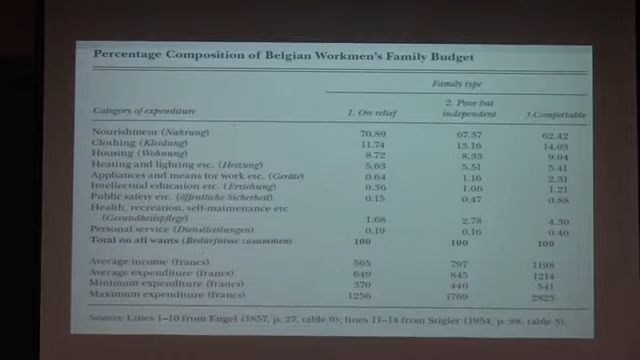 Percentage Composition of Belgian Workmen's Family Budget
Family type
Category of expenditure 1. On relief 2. Poor but independent 3. Comfortable
Nourishment (Nahrung) 70.89 67.37 62.42
Clothing (Kleidung) 11.74 13.16 14.03
Housing (Wohnung) 8.72 8.33 9.04
Heating and lighting etc. (Heizung) 5.63 5.51 5.41
Appliances and means for work etc. (Geräte) 0.64 1.16 2.31
Intellectual education etc. (Erziehung) 0.36 1.06 1.21
Public safety etc. (öffentliche Sicherheit) 0.15 0.47 0.88
Health, recreation, self-maintenance etc
(Gesundheitspflege) 1.68 2.78 4.30
Personal service (Dienstleistungen) 0.19 0.16 0.40
Total on all wants (Bedürfnisse zusammen) 100 100 100
Average income (francs) 565 797 1198
Average expenditure (francs) 649 845 1214
Minimum expenditure (francs) 376 440 541
Maximum expenditure (francs) 1256 1769 2823
Sources: Lines 1–10 from Engel (1857, p. 27, table 6); lines 11–14 from Stigler (1954, p. 98, table 3).